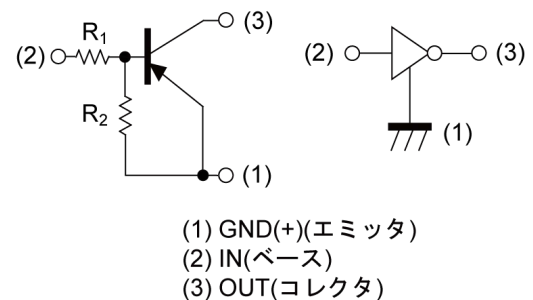 (3)
(2)
R1
R2
(1)
(2)
(3)
(1)
(1) GND(+)(エミッタ)
(2) IN(ベース)
(3) OUT(コレクタ)